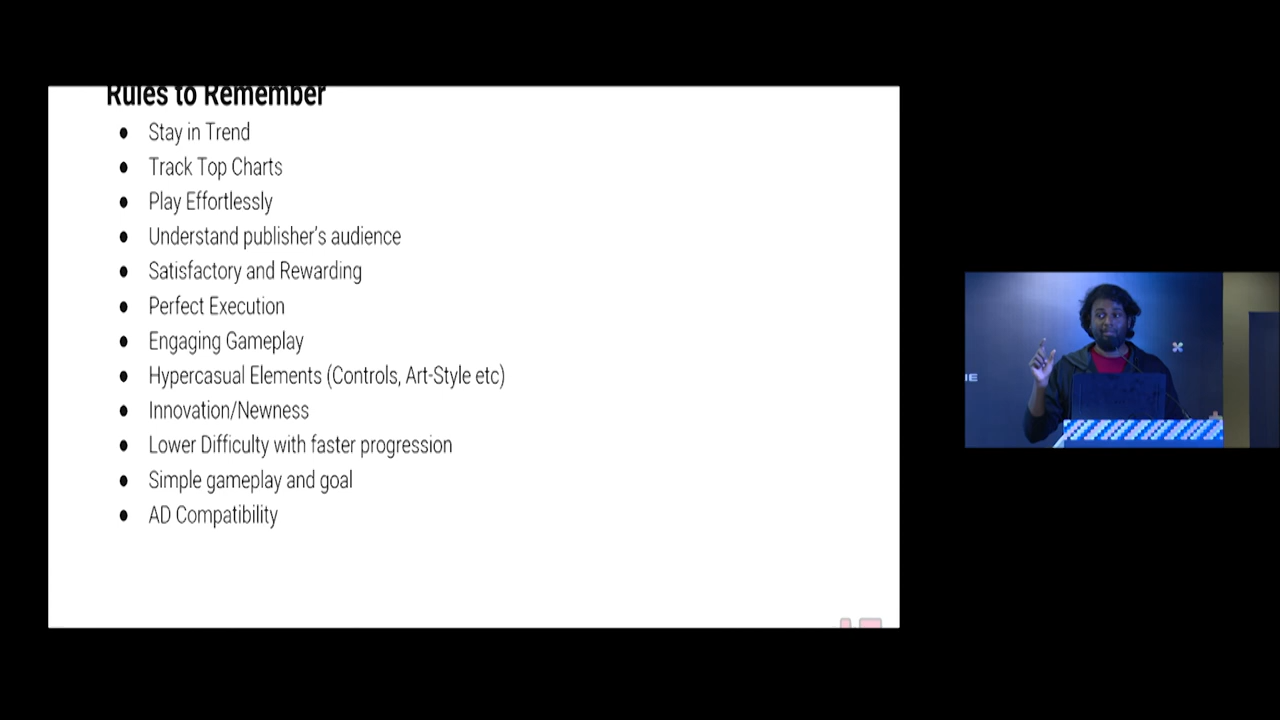 Rules to Remember
● Stay in Trend
● Track Top Charts
● Play Effortlessly
● Understand publisher's audience
● Satisfactory and Rewarding
● Perfect Execution
● Engaging Gameplay
● Hypercasual Elements (Controls, Art-Style etc)
● Innovation/Newness
● Lower Difficulty with faster progression
● Simple gameplay and goal
● AD Compatibility